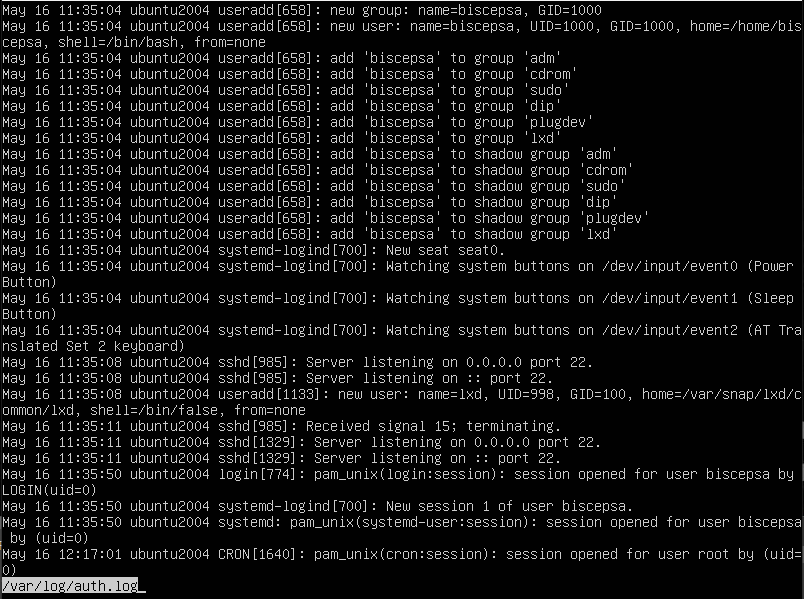 May 16 11:35:04 ubuntu2004 useradd[658]: new group: name=biscepsa, GID=1000
May 16 11:35:04 ubuntu2004 useradd[658]: new user: name=biscepsa, UID=1000, GID=1000, home=/home/bis
cepsa, shell=/bin/bash, from=none
May 16 11:35:04 ubuntu2004 useradd[658]: add 'biscepsa' to group 'adm'
May 16 11:35:04 ubuntu2004 useradd[658]: add 'biscepsa' to group 'cdrom'
May 16 11:35:04 ubuntu2004 useradd[658]: add 'biscepsa' to group 'sudo'
May 16 11:35:04 ubuntu2004 useradd[658]: add 'biscepsa' to group 'dip'
May 16 11:35:04 ubuntu2004 useradd[658]: add 'biscepsa' to group 'plugdev'
May 16 11:35:04 ubuntu2004 useradd[658]: add 'biscepsa' to group 'lxd'
May 16 11:35:04 ubuntu2004 useradd[658]: add 'biscepsa' to shadow group 'adm'
May 16 11:35:04 ubuntu2004 useradd[658]: add 'biscepsa' to shadow group 'cdrom'
May 16 11:35:04 ubuntu2004 useradd[658]: add 'biscepsa' to shadow group 'sudo'
May 16 11:35:04 ubuntu2004 useradd[658]: add 'biscepsa' to shadow group 'dip'
May 16 11:35:04 ubuntu2004 useradd[658]: add 'biscepsa' to shadow group 'plugdev'
May 16 11:35:04 ubuntu2004 useradd[658]: add 'biscepsa' to shadow group 'lxd'
May 16 11:35:04 ubuntu2004 systemd-logind[700]: New seat seat0.
May 16 11:35:04 ubuntu2004 systemd-logind[700]: Watching system buttons on /dev/input/event0 (Power
Button)
May 16 11:35:04 ubuntu2004 systemd-logind[700]: Watching system buttons on /dev/input/event1 (Sleep
Button)
May 16 11:35:04 ubuntu2004 systemd-logind[700]: Watching system buttons on /dev/input/event2 (AT Tra
nslated Set 2 keyboard)
May 16 11:35:08 ubuntu2004 sshd[985]: Server listening on 0.0.0.0 port 22.
May 16 11:35:08 ubuntu2004 sshd[985]: Server listening on :: port 22.
May 16 11:35:08 ubuntu2004 useradd[1133]: new user: name=lxd, UID=998, GID=100, home=/var/snap/lxd/c
ommon/lxd, shell=/bin/false, from=none
May 16 11:35:11 ubuntu2004 sshd[985]: Received signal 15; terminating.
May 16 11:35:11 ubuntu2004 sshd[1329]: Server listening on 0.0.0.0 port 22.
May 16 11:35:11 ubuntu2004 sshd[1329]: Server listening on :: port 22.
May 16 11:35:50 ubuntu2004 login[774]: pam_unix(login:session): session opened for user biscepsa by
LOGIN(uid=0)
May 16 11:35:50 ubuntu2004 systemd-logind[700]: New session 1 of user biscepsa.
May 16 11:35:50 ubuntu2004 systemd: pam_unix(systemd-user:session): session opened for user biscepsa
 by (uid=0)
May 16 12:17:01 ubuntu2004 CRON[1640]: pam_unix(cron:session): session opened for user root by (uid=
0)
/var/log/auth.log